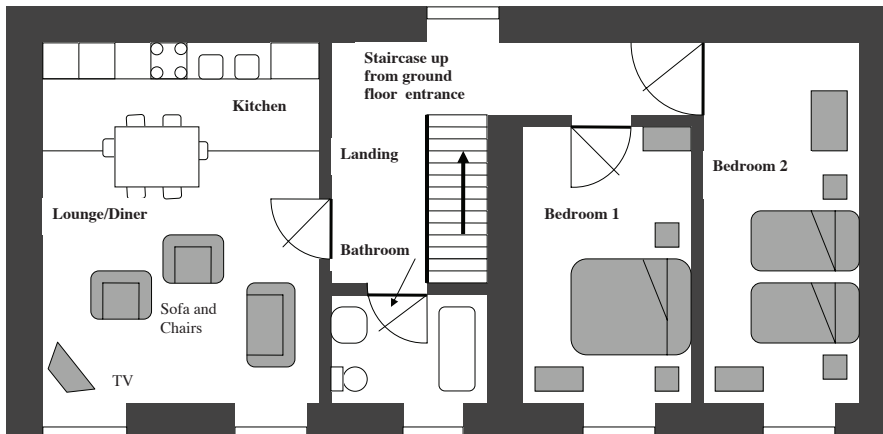 Staircase up
from ground
floor entrance
Kitchen
Landing
Bedroom 2
Lounge/Diner
Bedroom 1
Bathroom
Sofa and
Chairs
TV